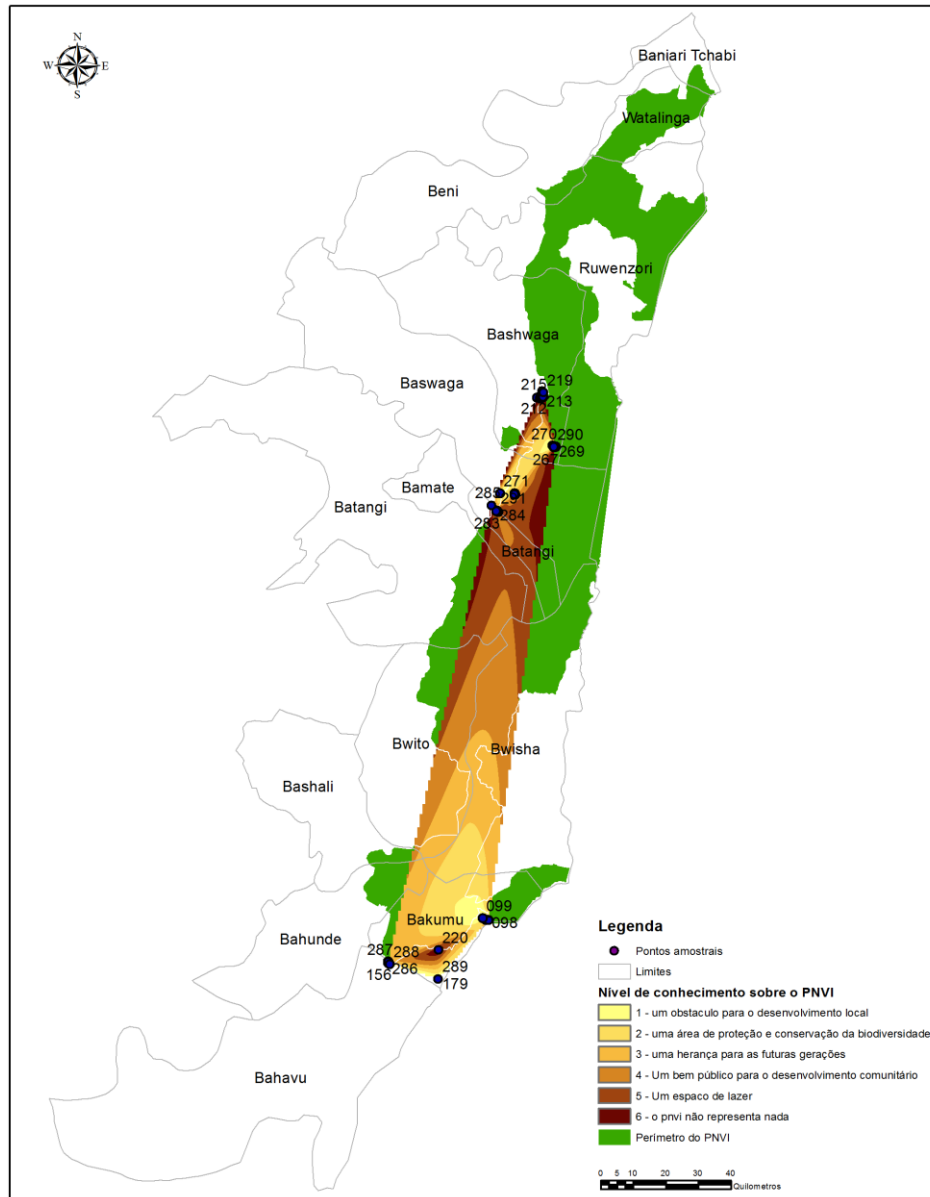 N
W E
S
Baniari Tchabi
Watalinga
Beni
Ruwenzori
Bashwaga
Baswaga
215 219
212 213
270 290
267 269
Bamate
285 271
291
283 284
Batangi
Batangi
Bwito
Bwisha
Bashali
099
098
Bakumu
220
Bahunde
287 288
156 286
289
179
Bahavu
Legenda
Pontos amostrais
Limites
Nível de conhecimento sobre o PNVI
1 - um obstaculo para o desenvolvimento local
2 - uma área de proteção e conservação da biodiversidade
3 - uma herança para as futuras gerações
4 - Um bem público para o desenvolvimento comunitário
5 - Um espaco de lazer
6 - o pnvi não representa nada
Perímetro do PNVI
0 5 10 20 30 40
Quilometros